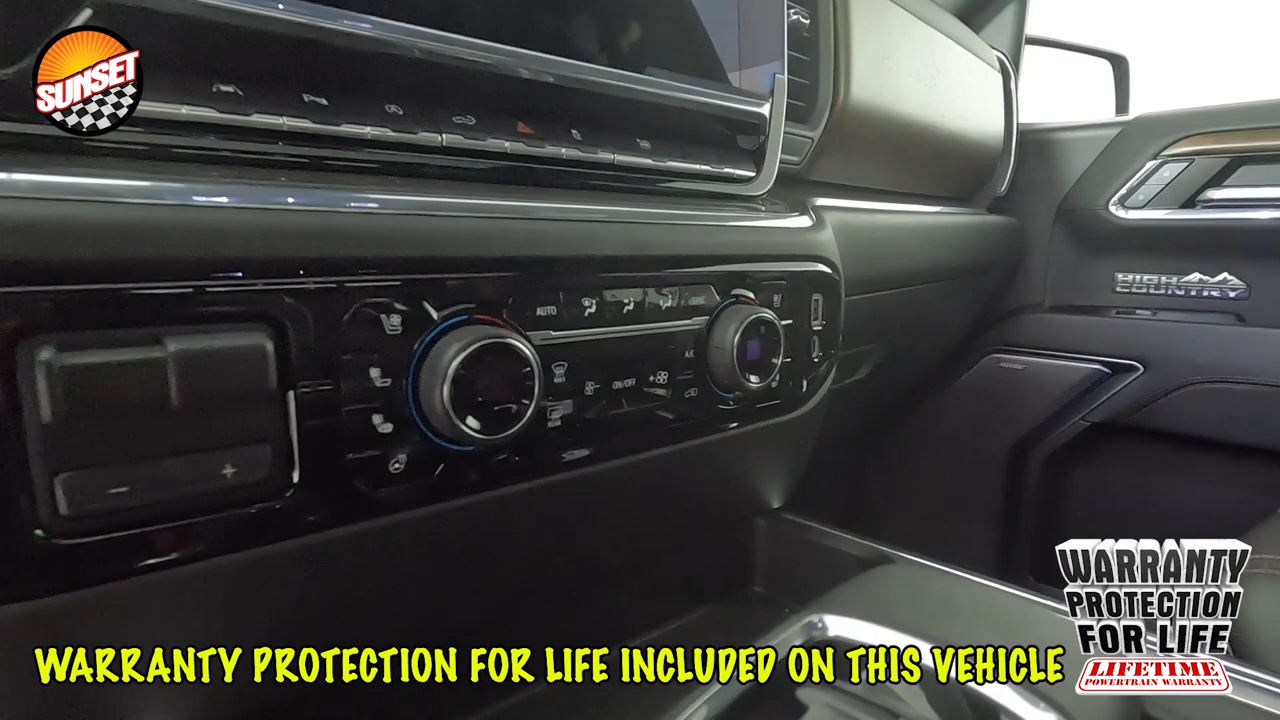 SUNSET
AUTO
A/C
ON/OFF
REAR
HIGH
COUNTRY
WARRANTY
PROTECTION
FOR LIFE
LIFETIME
POWERTRAIN WARRANTY
WARRANTY PROTECTION FOR LIFE INCLUDED ON THIS VEHICLE